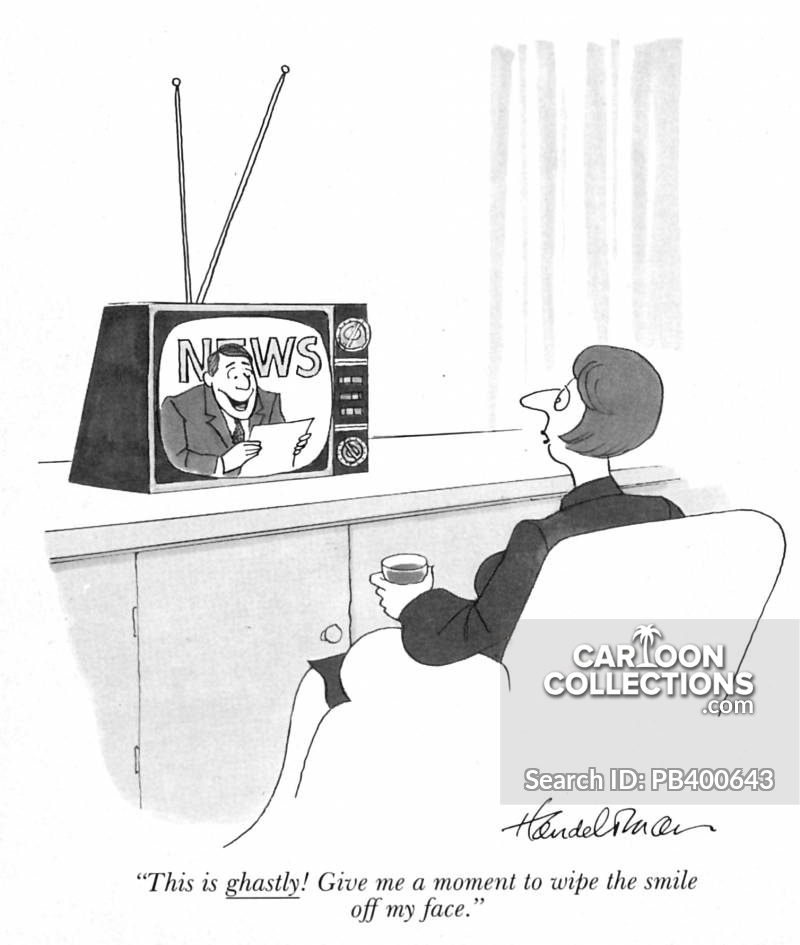 NEWS
CARTOON
COLLECTIONS
.com
Search ID: PB400643
Handelsman
“This is ghastly! Give me a moment to wipe the smile
off my face.”